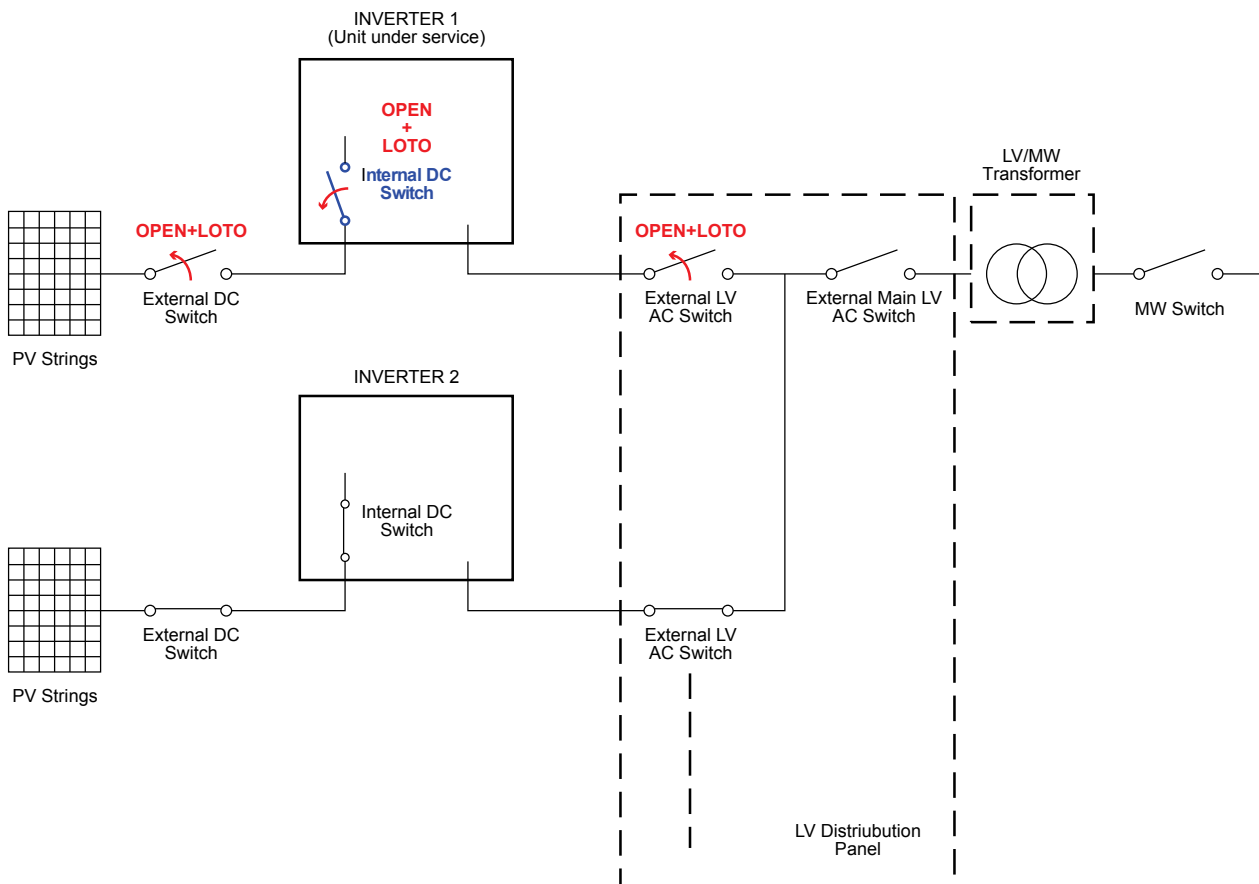 INVERTER 1
(Unit under service)
OPEN
+
LOTO
Internal DC
Switch
LV/MW
Transformer
OPEN+LOTO
External DC
Switch
OPEN+LOTO
External LV
AC Switch
External Main LV
AC Switch
MW Switch
PV Strings
INVERTER 2
Internal DC
Switch
External DC
Switch
External LV
AC Switch
PV Strings
LV Distriubution
Panel